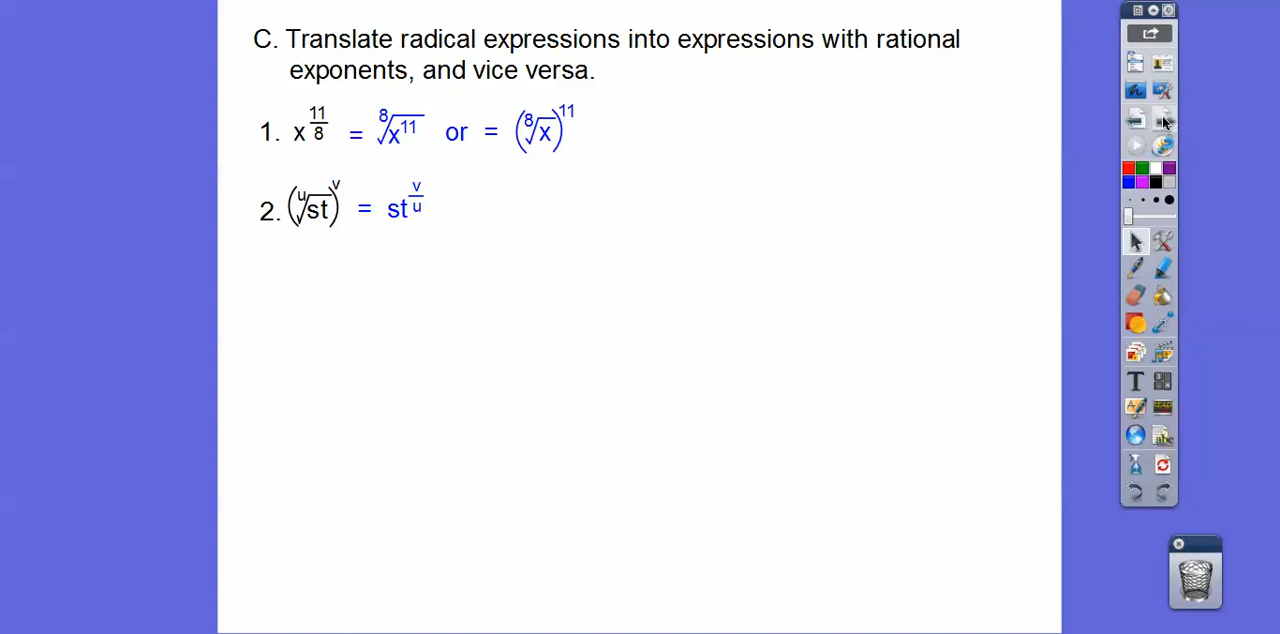 C. Translate radical expressions into expressions with rational
exponents, and vice versa.
1. x^(11/8) = ⁸√(x¹¹) or = (⁸√x)¹¹
2. (ᵘ√st)ᵛ = st^(v/u)